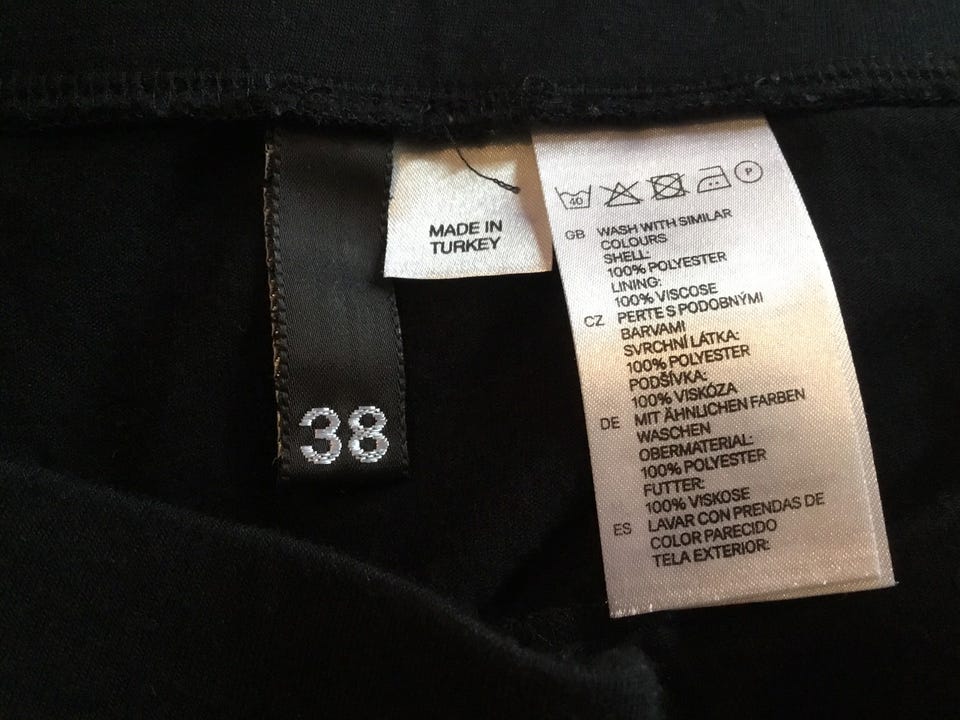 38
MADE IN
TURKEY
40
P
GB WASH WITH SIMILAR
COLOURS
SHELL:
100% POLYESTER
LINING:
100% VISCOSE
CZ PERTE S PODOBNÝMI
BARVAMI
SVRCHNÍ LÁTKA:
100% POLYESTER
PODŠÍVKA:
100% VISKÓZA
DE MIT ÄHNLICHEN FARBEN
WASCHEN
OBERMATERIAL:
100% POLYESTER
FUTTER:
100% VISKOSE
ES LAVAR CON PRENDAS DE
COLOR PARECIDO
TELA EXTERIOR: